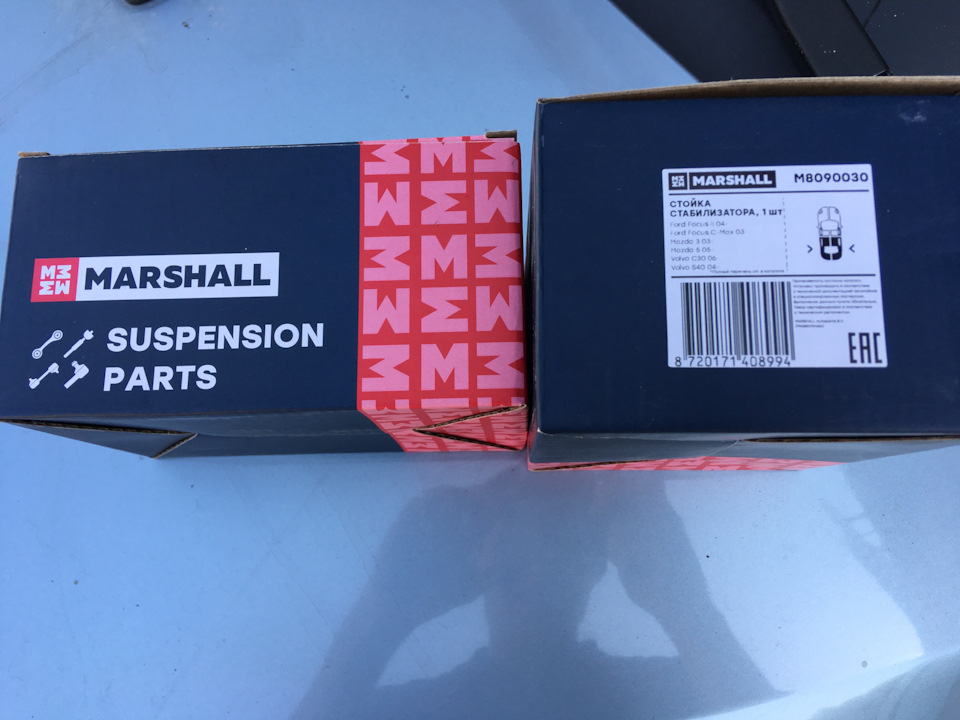 MARSHALL
SUSPENSION
PARTS
MARSHALL M8090030
СТОЙКА
СТАБИЛИЗАТОРА, 1 шт
Ford Focus II 04-
Ford Focus C-Max 03
Mazda 3 03-
Mazda 5 05-
Volvo C30 06
Volvo S40 04-
8 720171 408994
EAC